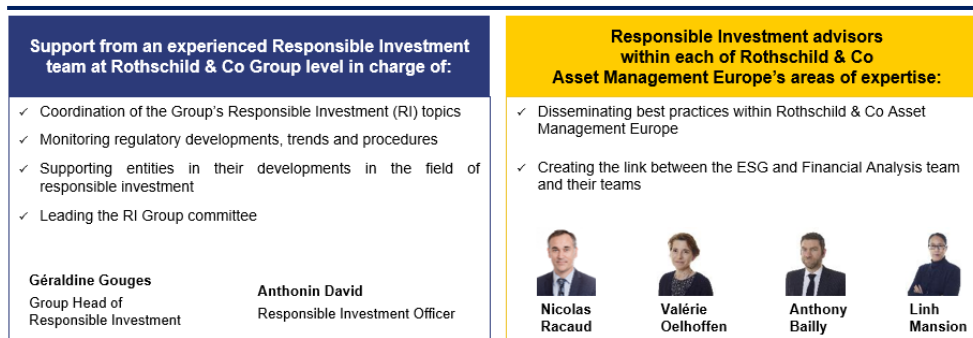 Support from an experienced Responsible Investment
team at Rothschild & Co Group level in charge of:
✓ Coordination of the Group's Responsible Investment (RI) topics
✓ Monitoring regulatory developments, trends and procedures
✓ Supporting entities in their developments in the field of
responsible investment
✓ Leading the RI Group committee
Géraldine Gouges
Group Head of
Responsible Investment
Anthonin David
Responsible Investment Officer
Responsible Investment advisors
within each of Rothschild & Co
Asset Management Europe's areas of expertise:
✓ Disseminating best practices within Rothschild & Co Asset
Management Europe
✓ Creating the link between the ESG and Financial Analysis team
and their teams
Nicolas
Racaud
Valérie
Oelhoffen
Anthony
Bailly
Linh
Mansion